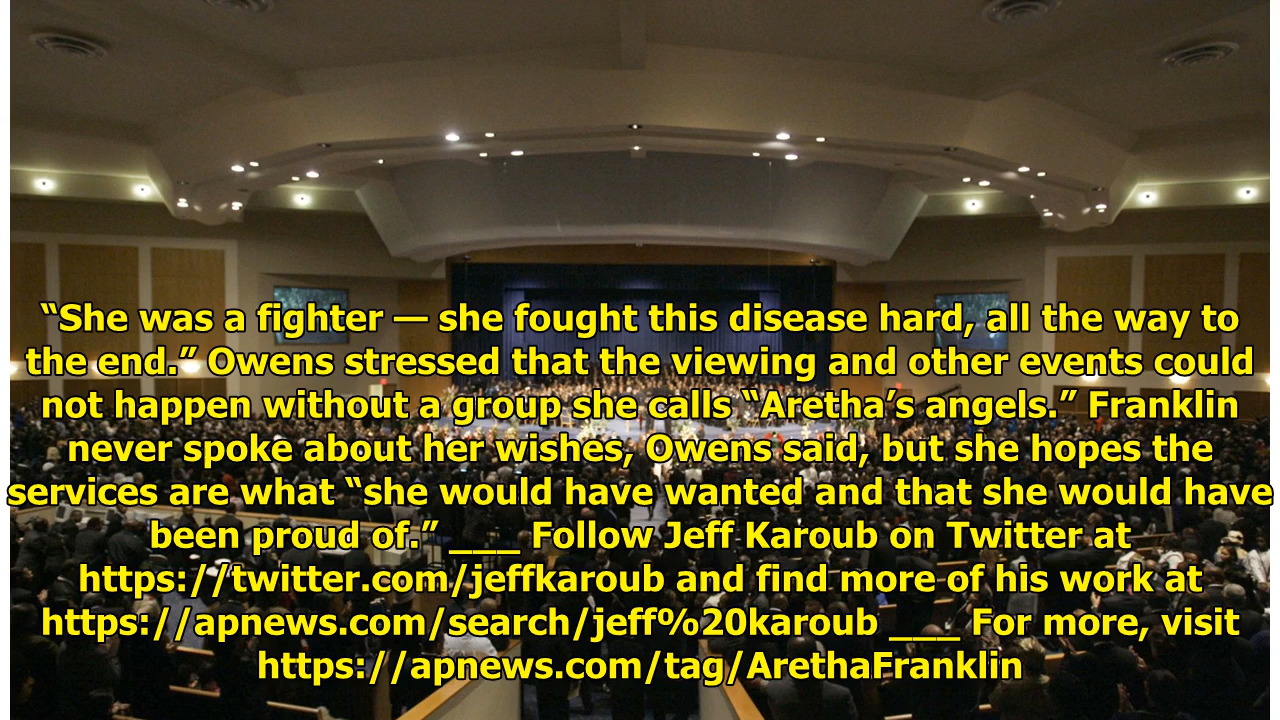 “She was a fighter — she fought this disease hard, all the way to
the end.” Owens stressed that the viewing and other events could
not happen without a group she calls “Aretha’s angels.” Franklin
never spoke about her wishes, Owens said, but she hopes the
services are what “she would have wanted and that she would have
been proud of.” ___ Follow Jeff Karoub on Twitter at
https://twitter.com/jeffkaroub and find more of his work at
https://apnews.com/search/jeff%20karoub ___ For more, visit
https://apnews.com/tag/ArethaFranklin